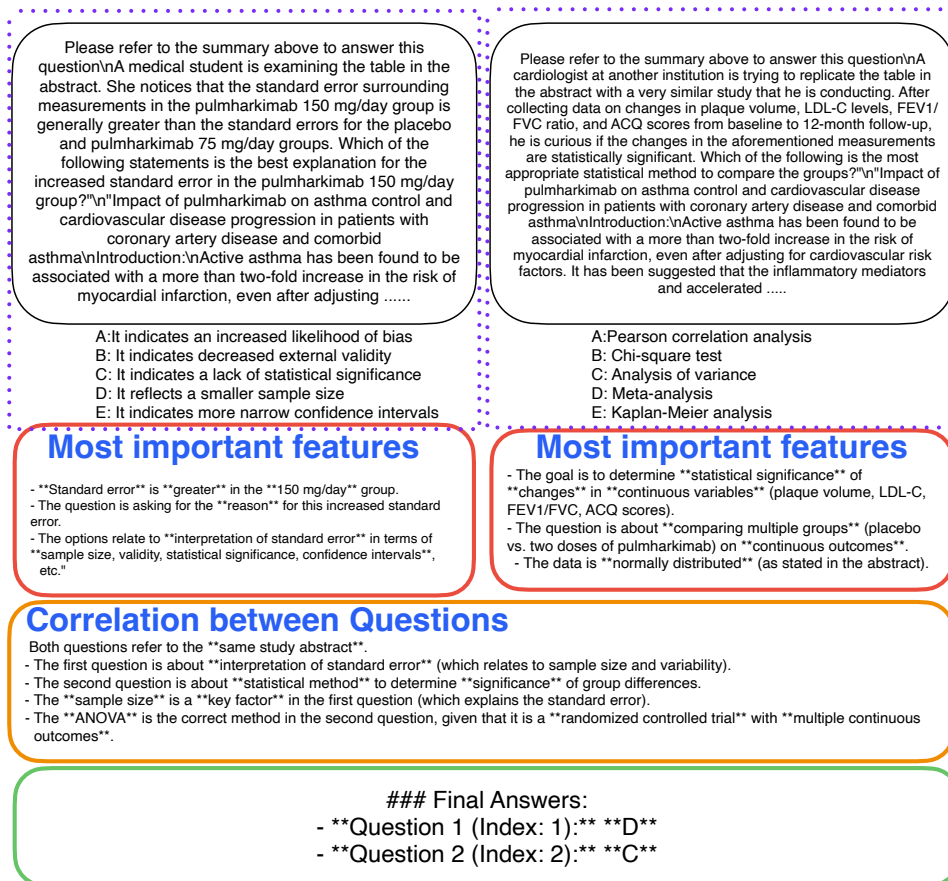 Please refer to the summary above to answer this
question\nA medical student is examining the table in the
abstract. She notices that the standard error surrounding
measurements in the pulmharkimab 150 mg/day group is
generally greater than the standard errors for the placebo
and pulmharkimab 75 mg/day groups. Which of the
following statements is the best explanation for the
increased standard error in the pulmharkimab 150 mg/day
group?"\n"Impact of pulmharkimab on asthma control and
cardiovascular disease progression in patients with
coronary artery disease and comorbid
asthma\nIntroduction:\nActive asthma has been found to be
associated with a more than two-fold increase in the risk of
myocardial infarction, even after adjusting ......
A:It indicates an increased likelihood of bias
B: It indicates decreased external validity
C: It indicates a lack of statistical significance
D: It reflects a smaller sample size
E: It indicates more narrow confidence intervals
Please refer to the summary above to answer this question\nA
cardiologist at another institution is trying to replicate the table in
the abstract with a very similar study that he is conducting. After
collecting data on changes in plaque volume, LDL-C levels, FEV1/
FVC ratio, and ACQ scores from baseline to 12-month follow-up,
he is curious if the changes in the aforementioned measurements
are statistically significant. Which of the following is the most
appropriate statistical method to compare the groups?"\n"Impact of
pulmharkimab on asthma control and cardiovascular disease
progression in patients with coronary artery disease and comorbid
asthma\nIntroduction:\nActive asthma has been found to be
associated with a more than two-fold increase in the risk of
myocardial infarction, even after adjusting for cardiovascular risk
factors. It has been suggested that the inflammatory mediators
and accelerated .....
A:Pearson correlation analysis
B: Chi-square test
C: Analysis of variance
D: Meta-analysis
E: Kaplan-Meier analysis
Most important features
- **Standard error** is **greater** in the **150 mg/day** group.
- The question is asking for the **reason** for this increased standard
error.
- The options relate to **interpretation of standard error** in terms of
**sample size, validity, statistical significance, confidence intervals**,
etc."
Most important features
- The goal is to determine **statistical significance** of
**changes** in **continuous variables** (plaque volume, LDL-C,
FEV1/FVC, ACQ scores).
- The question is about **comparing multiple groups** (placebo
vs. two doses of pulmharkimab) on **continuous outcomes**.
- The data is **normally distributed** (as stated in the abstract).
Correlation between Questions
Both questions refer to the **same study abstract**.
- The first question is about **interpretation of standard error** (which relates to sample size and variability).
- The second question is about **statistical method** to determine **significance** of group differences.
- The **sample size** is a **key factor** in the first question (which explains the standard error).
- The **ANOVA** is the correct method in the second question, given that it is a **randomized controlled trial** with **multiple continuous
outcomes**.
### Final Answers:
- **Question 1 (Index: 1):** **D**
- **Question 2 (Index: 2):** **C**